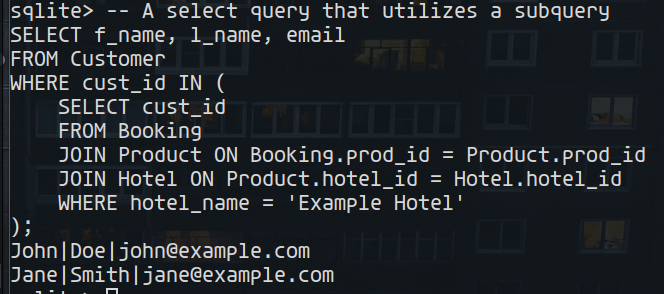 sqlite> -- A select query that utilizes a subquery
SELECT f_name, l_name, email
FROM Customer
WHERE cust_id IN (
    SELECT cust_id
    FROM Booking
    JOIN Product ON Booking.prod_id = Product.prod_id
    JOIN Hotel ON Product.hotel_id = Hotel.hotel_id
    WHERE hotel_name = 'Example Hotel'
);
John|Doe|john@example.com
Jane|Smith|jane@example.com
sqlite>